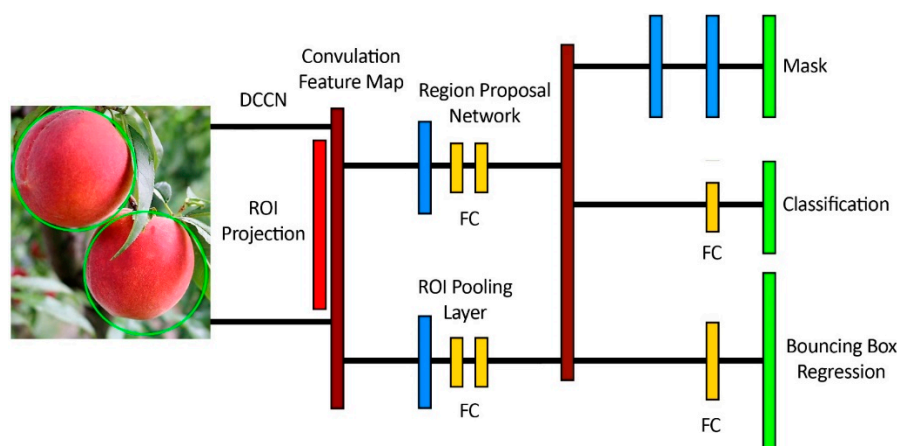 DCCN
ROI
Projection
Convulation
Feature Map
Region Proposal
Network
FC
ROI Pooling
Layer
FC
Mask
FC
Classification
FC
Bouncing Box
Regression